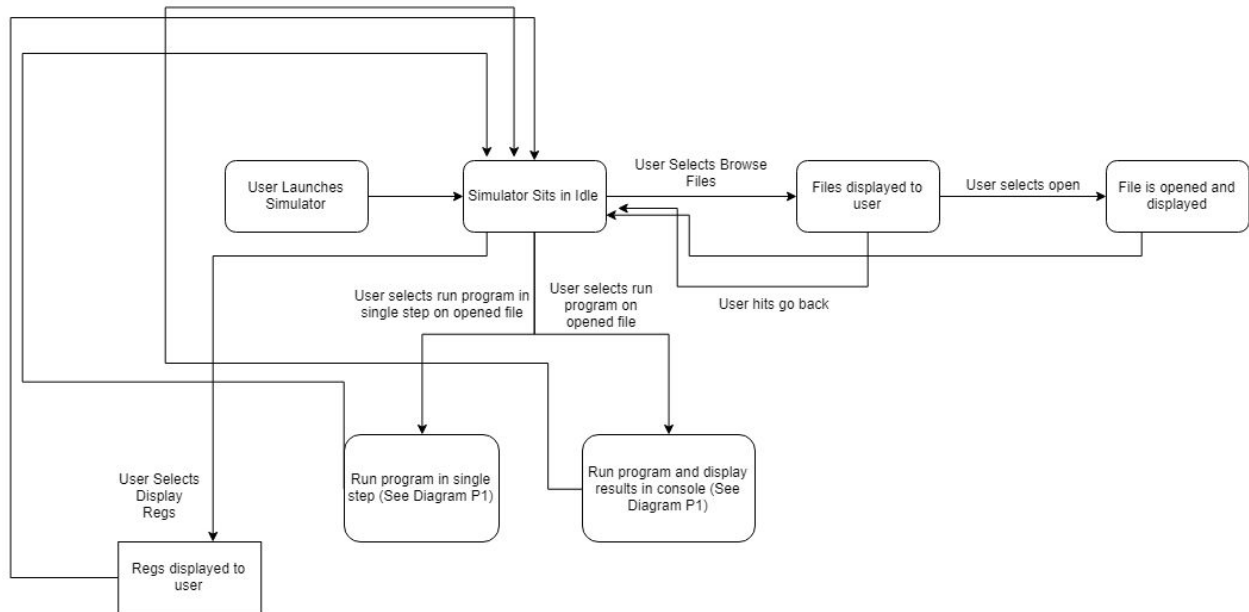 User Launches
Simulator
Simulator Sits in Idle
User Selects Browse
Files
Files displayed to
user
User selects open
File is opened and
displayed
User hits go back
User selects run program in
single step on opened file
User selects run
program on
opened file
Run program in single
step (See Diagram P1)
Run program and display
results in console (See
Diagram P1)
User Selects
Display
Regs
Regs displayed to
user